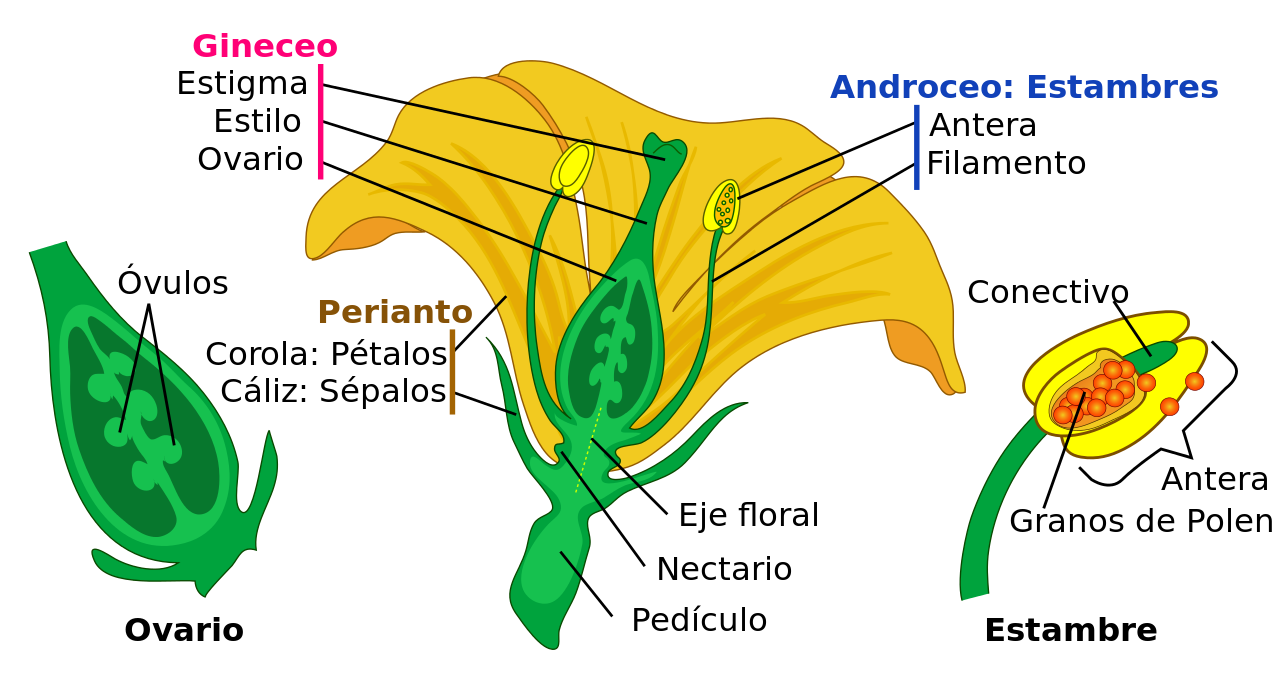 Gineceo
Estigma
Estilo
Ovario
Androceo: Estambres
Antera
Filamento
Óvulos
Perianto
Corola: Pétalos
Cáliz: Sépalos
Conectivo
Antera
Granos de Polen
Eje floral
Nectario
Pedículo
Ovario
Estambre